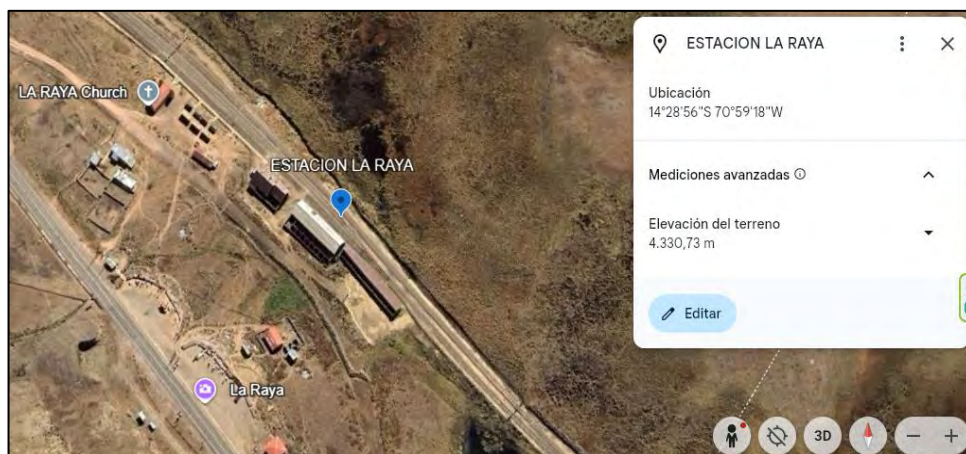 LA RAYA Church
ESTACION LA RAYA
La Raya
ESTACION LA RAYA
Ubicación
14°28'56"S 70°59'18"W
Mediciones avanzadas
Elevación del terreno
4.330,73 m
Editar
3D